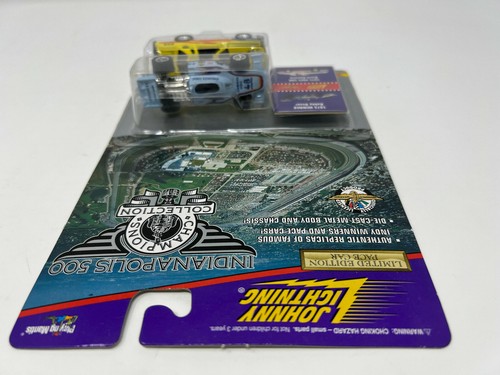 ⚠WARNING: CHOKING HAZARD — small parts. Not for children under 3 years.
JOHNNY
LIGHTNING®
Playing Mantis
LIMITED EDITION
PACE CAR
INDIANAPOLIS 500
CHAMPIONS
COLLECTION
• AUTHENTIC REPLICA OF FAMOUS
INDY WINNERS AND PACE CARS!
• DIE-CAST METAL BODY AND CHASSIS!